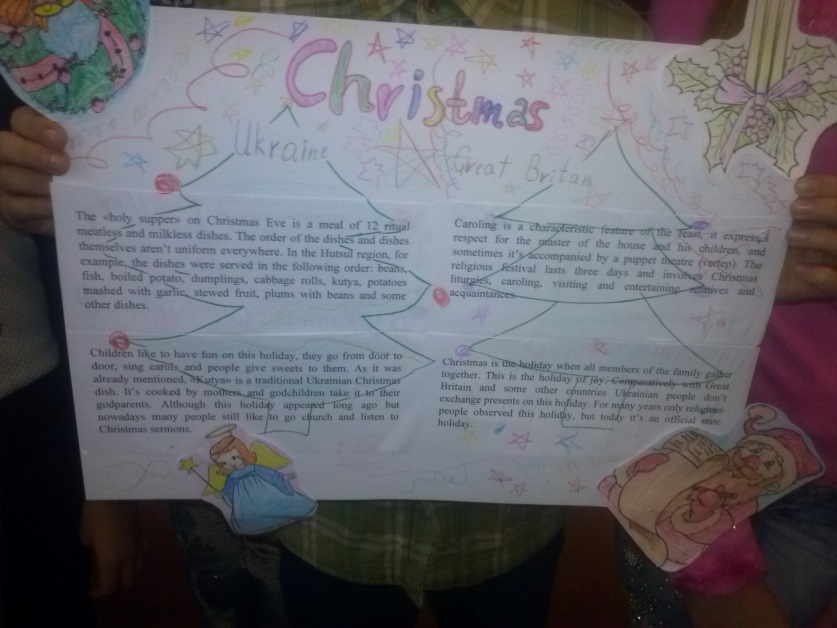 Christmas
Ukraine
Great Britan
The «holy supper» on Christmas Eve is a meal of 12 ritual
meatleys and milkless dishes. The order of the dishes and dishes
themselves aren't uniform everywhere. In the Hutsul region, for
example, the dishes were served in the following order: beans,
fish, boiled potato, dumplings, cabbage rolls, kutya, potatoes
mashed with garlic, stewed fruit, plums with beans and some
other dishes.
Caroling is a characteristic feature of the feast, it express
respect for the master of the house and his children, and
sometimes it's accompanied by a puppet theatre (vertep). The
religious festival lasts three days and involves Christmas
liturgies, caroling, visiting and entertaining relatives and
acquaintances.
Children like to have fun on this holiday, they go from door to
door, sing carols and people give sweets to them. As it was
already mentioned, «Kutya» is a traditional Ukrainian Christmas
dish. It's cooked by mothers and godchildren take it to their
godparents. Although this holiday appeared long ago but
nowadays many people still like to go church and listen to
Christmas sermons.
Christmas is the holiday when all members of the family gather
together. This is the holiday of joy. Comparatively with Great
Britain and some other countries Ukrainian people don't
exchange presents on this holiday. For many years only religious
people observed this holiday, but today it's an official state
holiday.